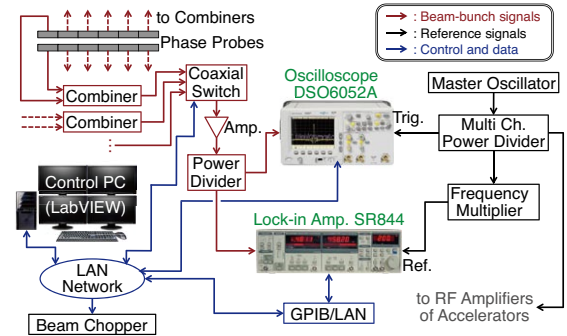 to Combiners
Phase Probes
: Beam-bunch signals
: Reference signals
: Control and data
Combiner
Combiner
Coaxial
Switch
Oscilloscope
DSO6052A
Master Oscillator
Amp.
Trig.
Multi Ch.
Power Divider
Power
Divider
Control PC
(LabVIEW)
Frequency
Multiplier
Lock-in Amp. SR844
Ref.
LAN
Network
to RF Amplifiers
of Accelerators
GPIB/LAN
Beam Chopper